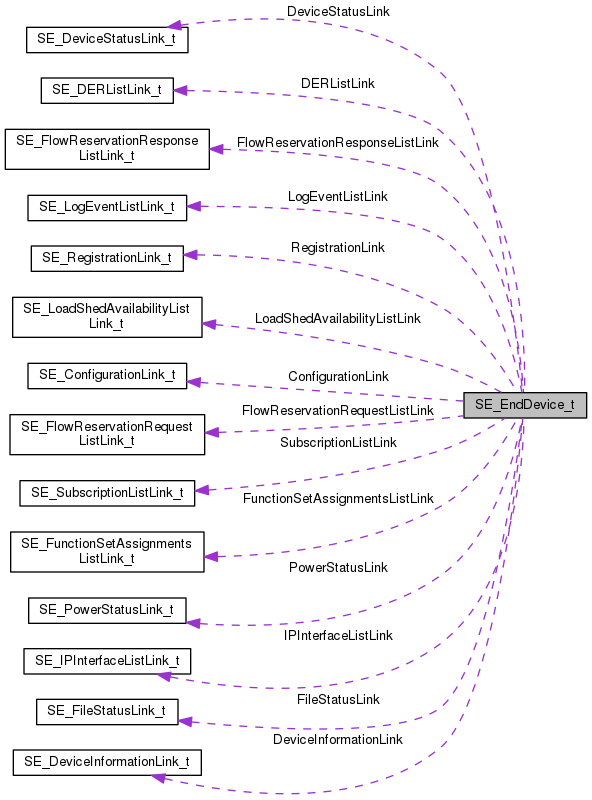 DeviceStatusLink
SE_DeviceStatusLink_t
DERListLink
SE_DERListLink_t
SE_FlowReservationResponse
ListLink_t
FlowReservationResponseListLink
LogEventListLink
SE_LogEventListLink_t
RegistrationLink
SE_RegistrationLink_t
SE_LoadShedAvailabilityList
Link_t
LoadShedAvailabilityListLink
ConfigurationLink
SE_ConfigurationLink_t
SE_EndDevice_t
FlowReservationRequestListLink
SE_FlowReservationRequest
ListLink_t
SubscriptionListLink
SE_SubscriptionListLink_t
FunctionSetAssignmentsListLink
SE_FunctionSetAssignments
ListLink_t
PowerStatusLink
SE_PowerStatusLink_t
IPInterfaceListLink
SE_IPInterfaceListLink_t
FileStatusLink
SE_FileStatusLink_t
DeviceInformationLink
SE_DeviceInformationLink_t